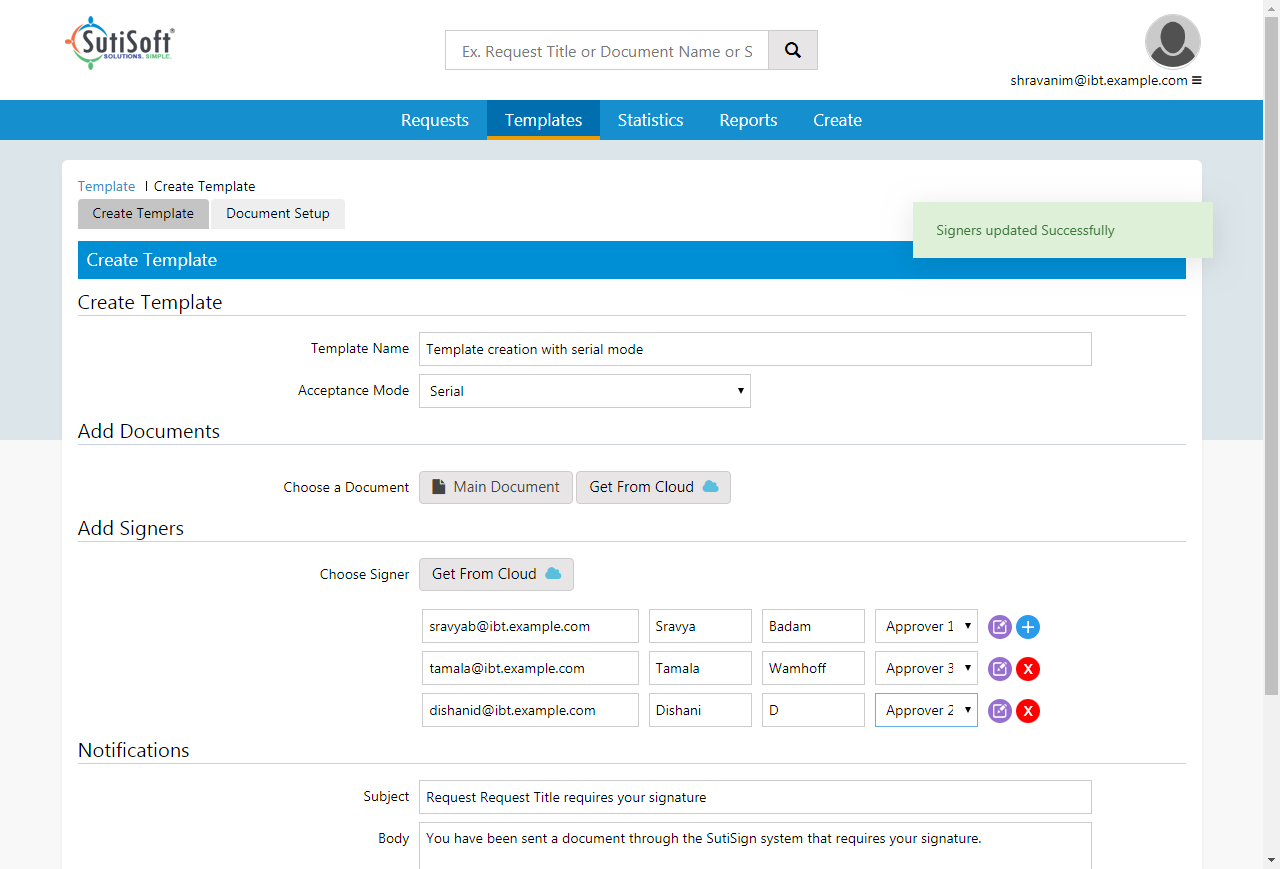 SutiSoft®
SOLUTIONS. SIMPLE.
Ex. Request Title or Document Name or S
shravanim@ibt.example.com
Requests Templates Statistics Reports Create
Template I Create Template
Create Template Document Setup
Signers updated Successfully
Create Template
Create Template
Template Name Template creation with serial mode
Acceptance Mode Serial
Add Documents
Choose a Document Main Document Get From Cloud
Add Signers
Choose Signer Get From Cloud
sravyab@ibt.example.com Sravya Badam Approver 1
tamala@ibt.example.com Tamala Wamhoff Approver 3 X
dishanid@ibt.example.com Dishani D Approver 2 X
Notifications
Subject Request Request Title requires your signature
Body You have been sent a document through the SutiSign system that requires your signature.